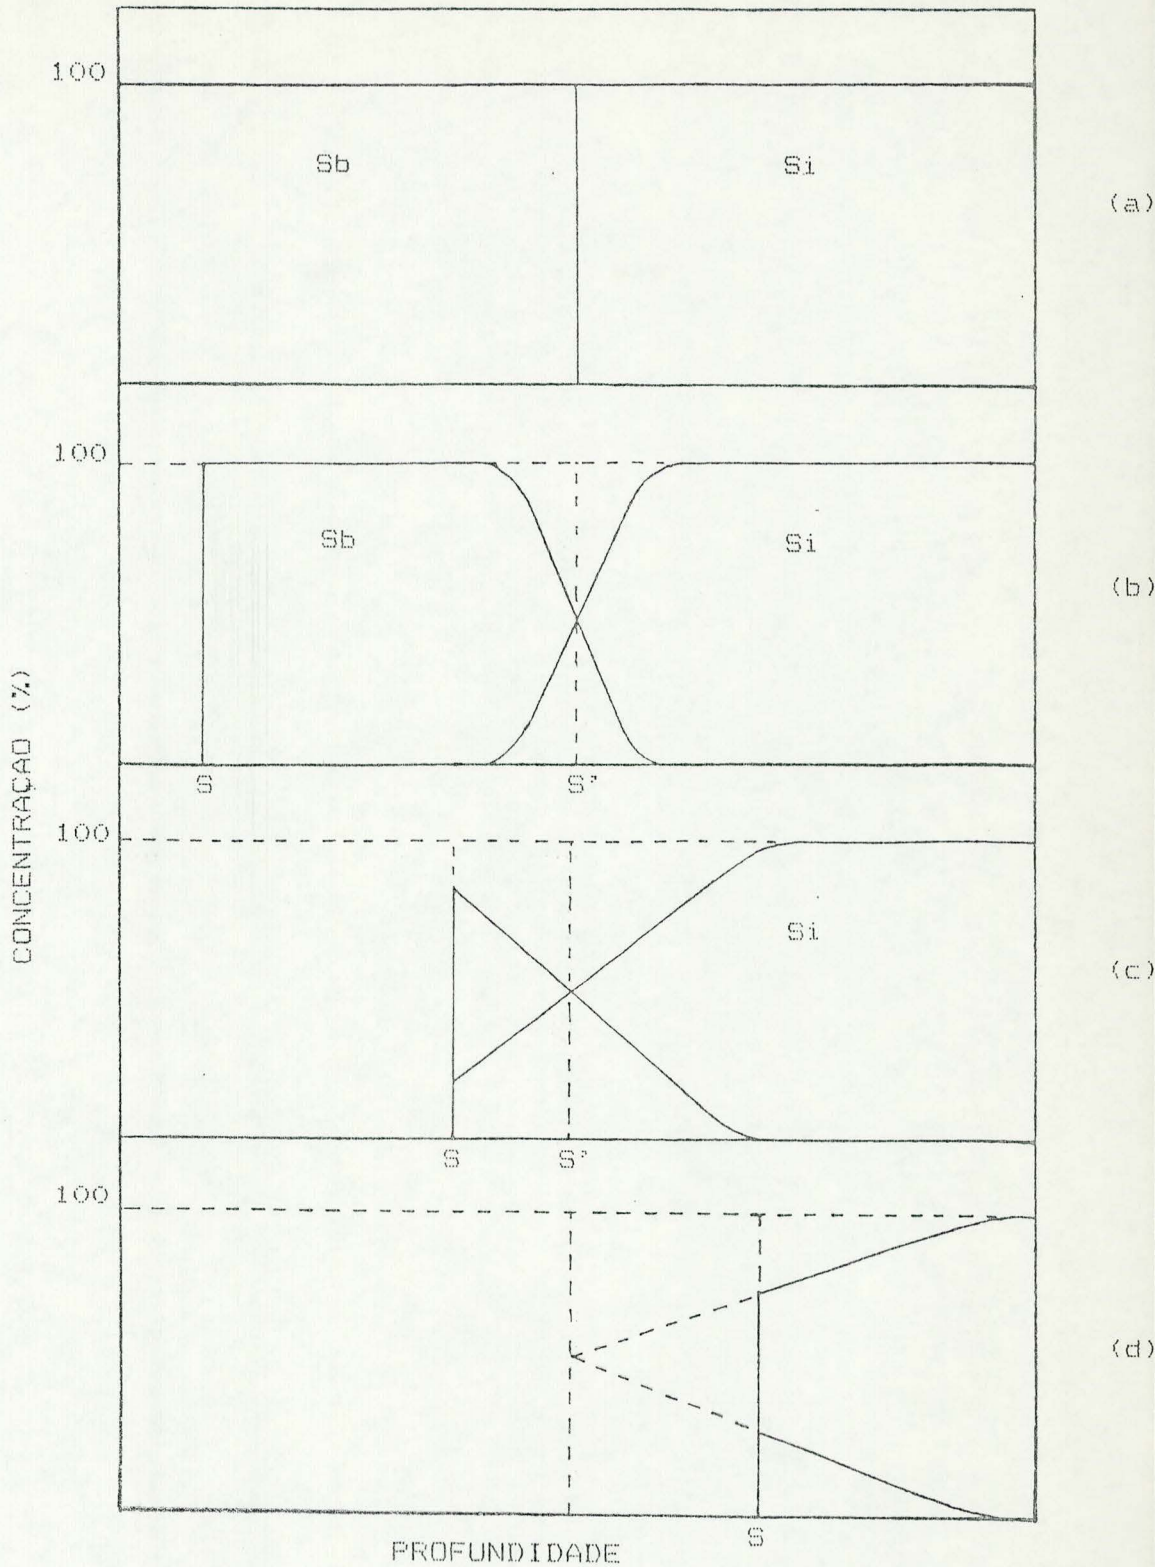 100
Sb
Si
(a)
100
Sb
Si
(b)
S
S'
100
Si
(c)
S
S'
100
(d)
S
CONCENTRAÇAO (%)
PROFUNDIDADE